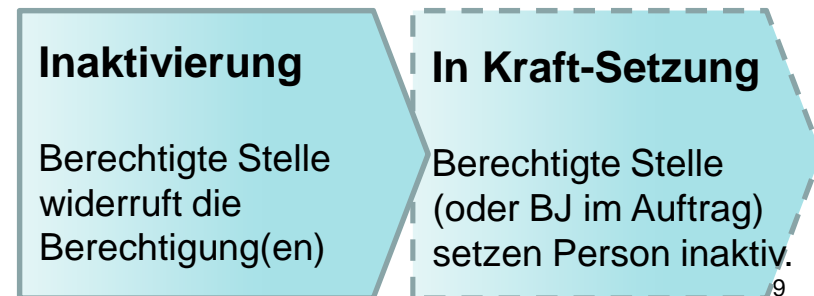 Inaktivierung
Berechtigte Stelle
widerruft die
Berechtigung(en)
In Kraft-Setzung
Berechtigte Stelle
(oder BJ im Auftrag)
setzen Person inaktiv.
9